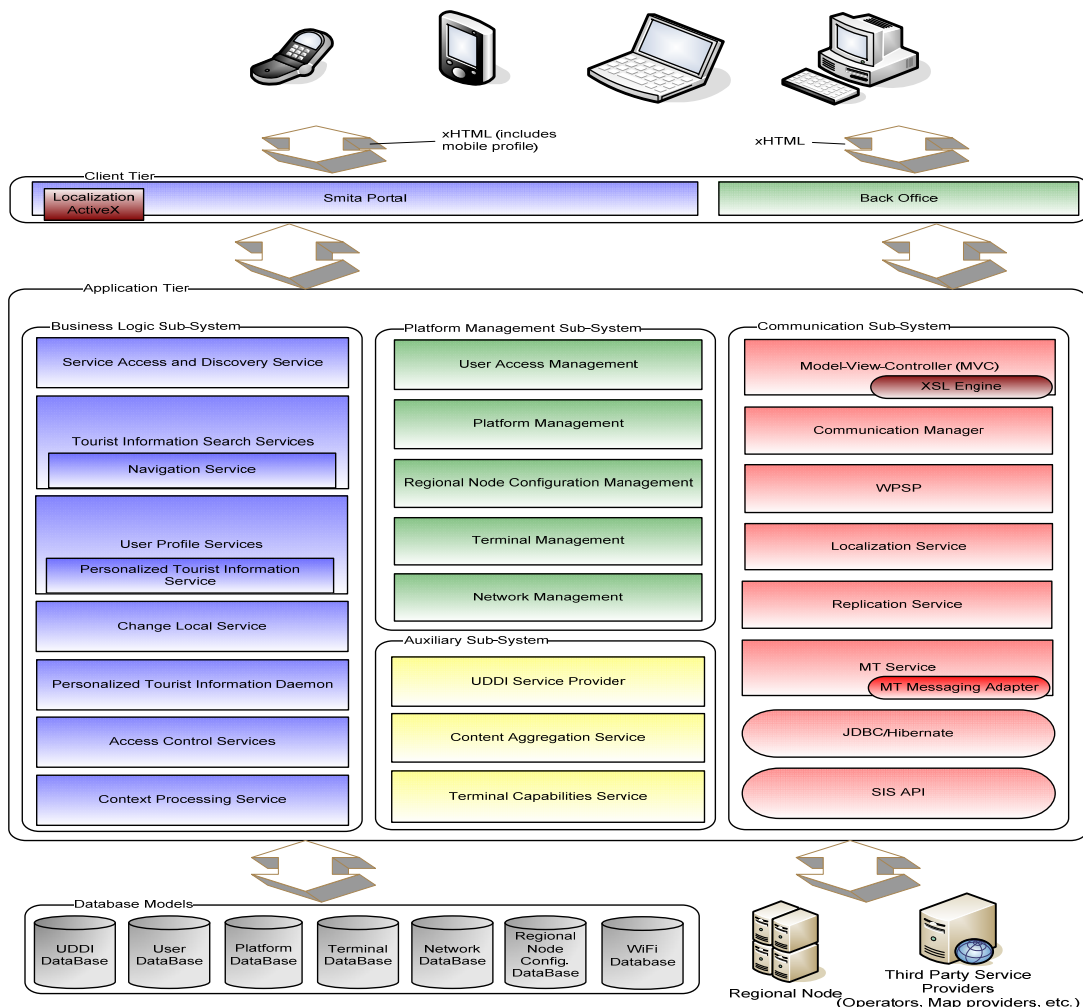 xHTML (includes
mobile profile)
xHTML
Client Tier
Localization
ActiveX
Smita Portal
Back Office
Application Tier
Business Logic Sub-System
Service Access and Discovery Service
Tourist Information Search Services
Navigation Service
User Profile Services
Personalized Tourist Information
Service
Change Local Service
Personalized Tourist Information Daemon
Access Control Services
Context Processing Service
Platform Management Sub-System
User Access Management
Platform Management
Regional Node Configuration Management
Terminal Management
Network Management
Auxiliary Sub-System
UDDI Service Provider
Content Aggregation Service
Terminal Capabilities Service
Communication Sub-System
Model-View-Controller (MVC)
XSL Engine
Communication Manager
WPSP
Localization Service
Replication Service
MT Service
MT Messaging Adapter
JDBC/Hibernate
SIS API
Database Models
UDDI
DataBase
User
DataBase
Platform
DataBase
Terminal
DataBase
Network
DataBase
Regional
Node
Config.
DataBase
WiFi
Database
Regional Node
Third Party Service
Providers
(Operators, Map providers, etc.)